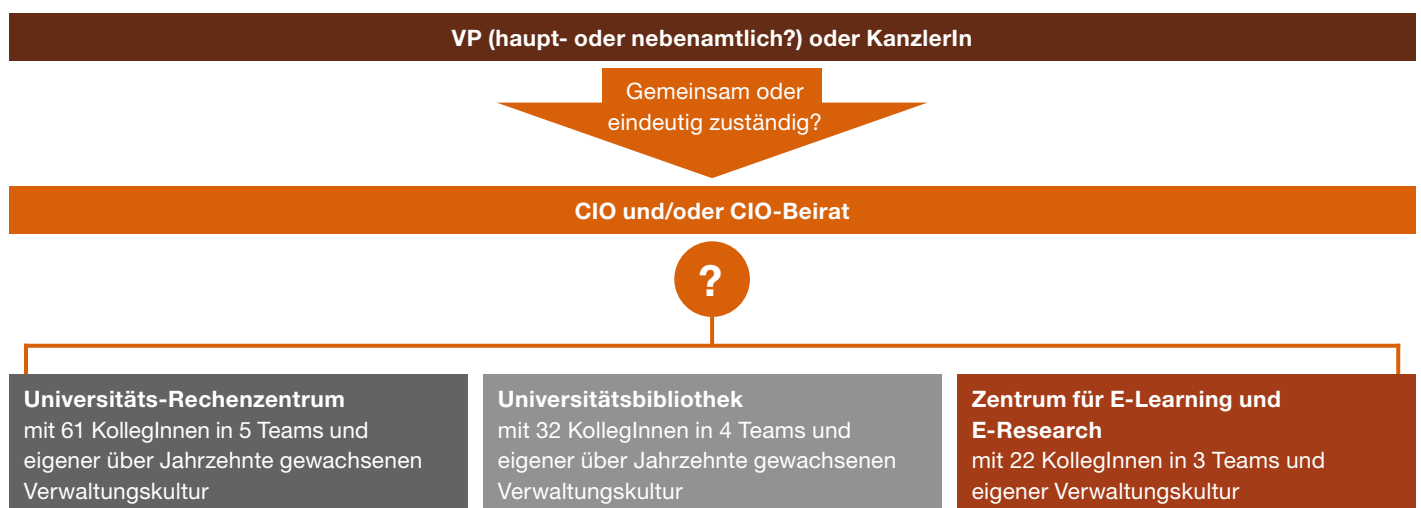 VP (haupt- oder nebenamtlich?) oder KanzlerIn
Gemeinsam oder
eindeutig zuständig?
CIO und/oder CIO-Beirat
?
Universitäts-Rechenzentrum
mit 61 KollegInnen in 5 Teams und
eigener über Jahrzehnte gewachsenen
Verwaltungskultur
Universitätsbibliothek
mit 32 KollegInnen in 4 Teams und
eigener über Jahrzehnte gewachsenen
Verwaltungskultur
Zentrum für E-Learning und
E-Research
mit 22 KollegInnen in 3 Teams und
eigener Verwaltungskultur